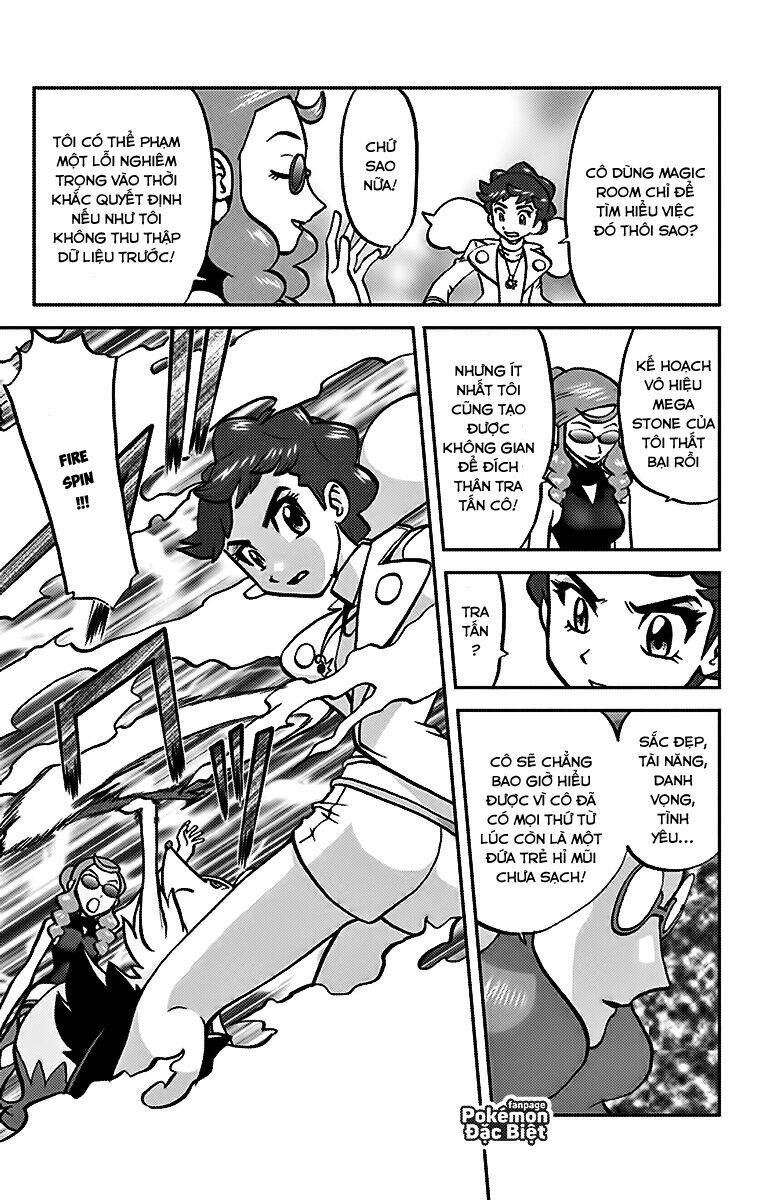 CÔ DÙNG MAGIC
ROOM CHỈ ĐỂ
TÌM HIỂU VIỆC
ĐÓ THÔI SAO?
CHỨ
SAO
NỮA!
TÔI CÓ THỂ PHẠM
MỘT LỖI NGHIÊM
TRỌNG VÀO THỜI
KHẮC QUYẾT ĐỊNH
NẾU NHƯ TÔI
KHÔNG THU THẬP
DỮ LIỆU TRƯỚC!
KẾ HOẠCH
VÔ HIỆU
MEGA
STONE CỦA
TÔI THẤT
BẠI RỒI
NHƯNG ÍT
NHẤT TÔI
CŨNG TẠO
ĐƯỢC
KHÔNG GIAN
ĐỂ ĐÍCH
THÂN TRA
TẤN CÔ!
TRA
TẤN
?
SẮC ĐẸP,
TÀI NĂNG,
DANH
VỌNG,
TÌNH
YÊU...
CÔ SẼ CHẲNG
BAO GIỜ HIỂU
ĐƯỢC VÌ CÔ ĐÃ
CÓ MỌI THỨ TỪ
LÚC CÒN LÀ MỘT
ĐỨA TRẺ HỈ MŨI
CHƯA SẠCH!
FIRE
SPIN
!!!
fanpage
Pokémon
Đặc Biệt